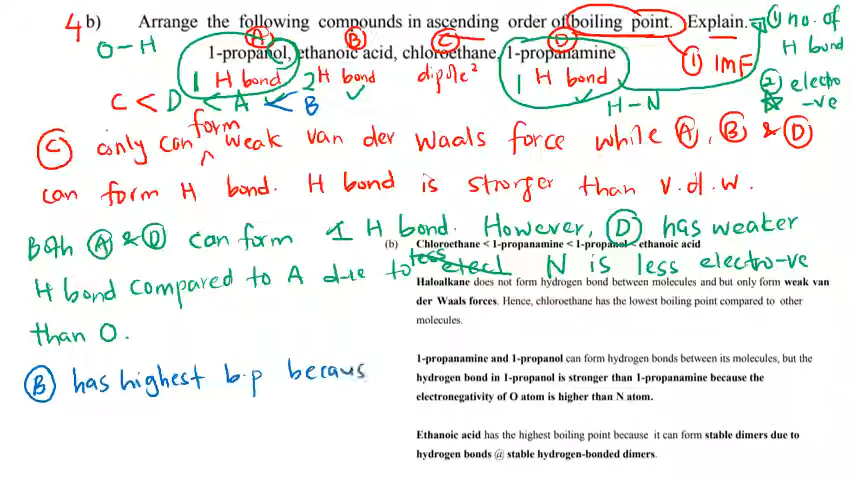 4 b) Arrange the following compounds in ascending order of boiling point. Explain.
① no. of H bond
O-H
A B C D
1-propanol, ethanoic acid, chloroethane, 1-propanamine
① IMF
1 H bond 2 H bond dipole² 1 H bond
② electro -ve
C < D < A < B
H-N
Ⓒ only can form weak van der Waals force while Ⓐ, Ⓑ & Ⓓ
can form H bond. H bond is stronger than v.d.w.
Both Ⓐ & Ⓓ can form 1 H bond. However, Ⓓ has weaker
(b) Chloroethane < 1-propanamine < 1-propanol < ethanoic acid
H bond compared to A due to less elect N is less electro-ve
than O.
Haloalkane does not form hydrogen bond between molecules and but only form weak van
der Waals forces. Hence, chloroethane has the lowest boiling point compared to other
molecules.
Ⓑ has highest b.p becaus
1-propanamine and 1-propanol can form hydrogen bonds between its molecules, but the
hydrogen bond in 1-propanol is stronger than 1-propanamine because the
electronegativity of O atom is higher than N atom.
Ethanoic acid has the highest boiling point because it can form stable dimers due to
hydrogen bonds @ stable hydrogen-bonded dimers.